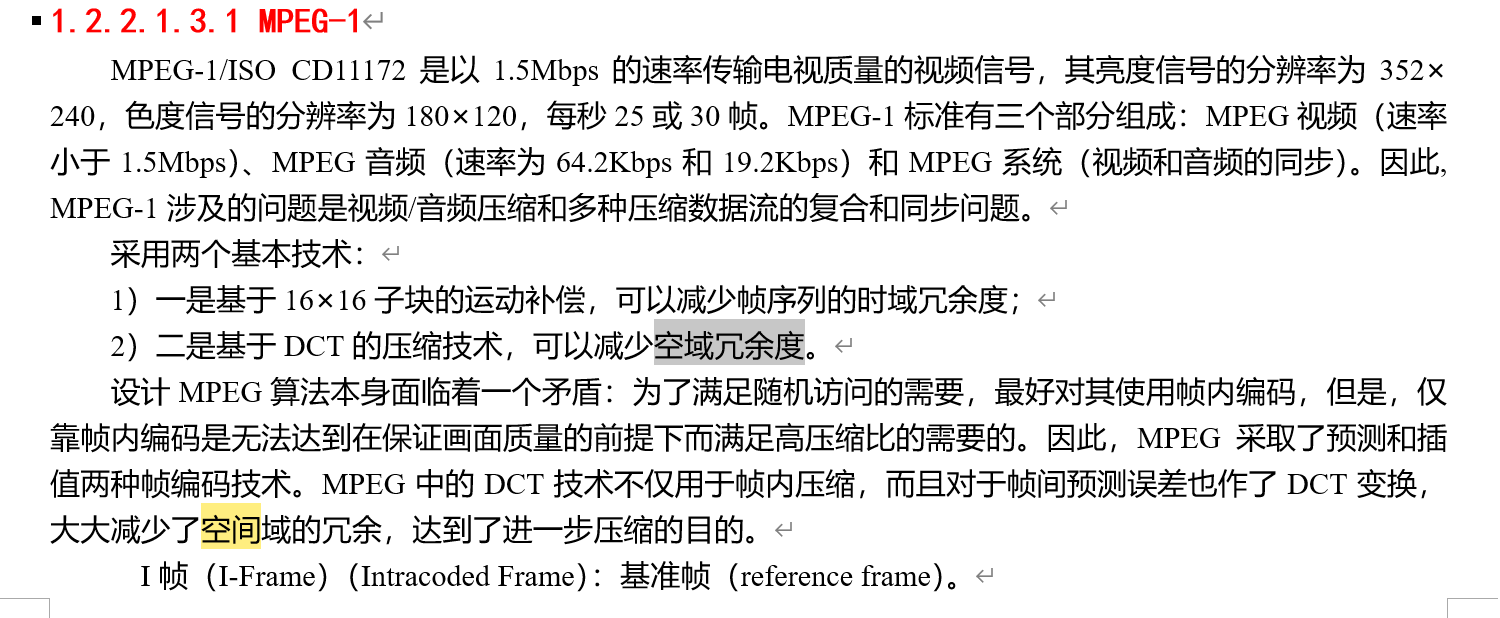 1.2.2.1.3.1 MPEG-1
MPEG-1/ISO CD11172 是以 1.5Mbps 的速率传输电视质量的视频信号，其亮度信号的分辨率为 352×
240，色度信号的分辨率为 180×120，每秒 25 或 30 帧。MPEG-1 标准有三个部分组成：MPEG 视频（速率
小于 1.5Mbps）、MPEG 音频（速率为 64.2Kbps 和 19.2Kbps）和 MPEG 系统（视频和音频的同步）。因此，
MPEG-1 涉及的问题是视频/音频压缩和多种压缩数据流的复合和同步问题。
采用两个基本技术：
1）一是基于 16×16 子块的运动补偿，可以减少帧序列的时域冗余度；
2）二是基于 DCT 的压缩技术，可以减少空域冗余度。
设计 MPEG 算法本身面临着一个矛盾：为了满足随机访问的需要，最好对其使用帧内编码，但是，仅
靠帧内编码是无法达到在保证画面质量的前提下而满足高压缩比的需要的。因此，MPEG 采取了预测和插
值两种帧编码技术。MPEG 中的 DCT 技术不仅用于帧内压缩，而且对于帧间预测误差也作了 DCT 变换，
大大减少了空间域的冗余，达到了进一步压缩的目的。
I 帧（I-Frame）（Intracoded Frame）：基准帧（reference frame）。